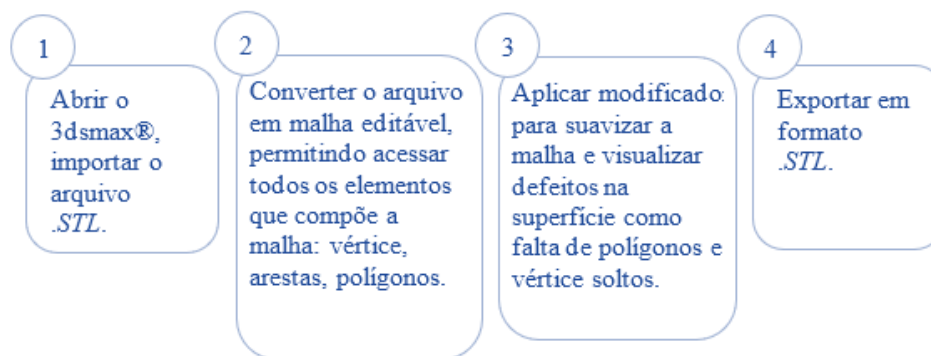 1
Abrir o
3dsmax®,
importar o
arquivo
.STL.
2
Converter o arquivo
em malha editável,
permitindo acessar
todos os elementos
que compõe a
malha: vértice,
arestas, polígonos.
3
Aplicar modificado
para suavizar a
malha e visualizar
defeitos na
superfície como
falta de polígonos e
vértice soltos.
4
Exportar em
formato
.STL.